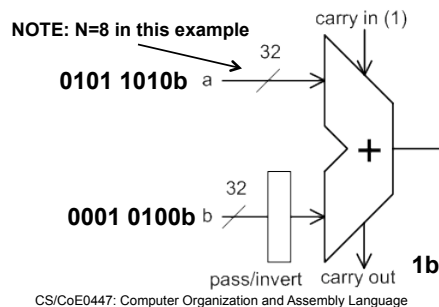 NOTE: N=8 in this example
carry in (1)
32
0101 1010b a
+
32
0001 0100b b
1b
pass/invert carry out
CS/CoE0447: Computer Organization and Assembly Language